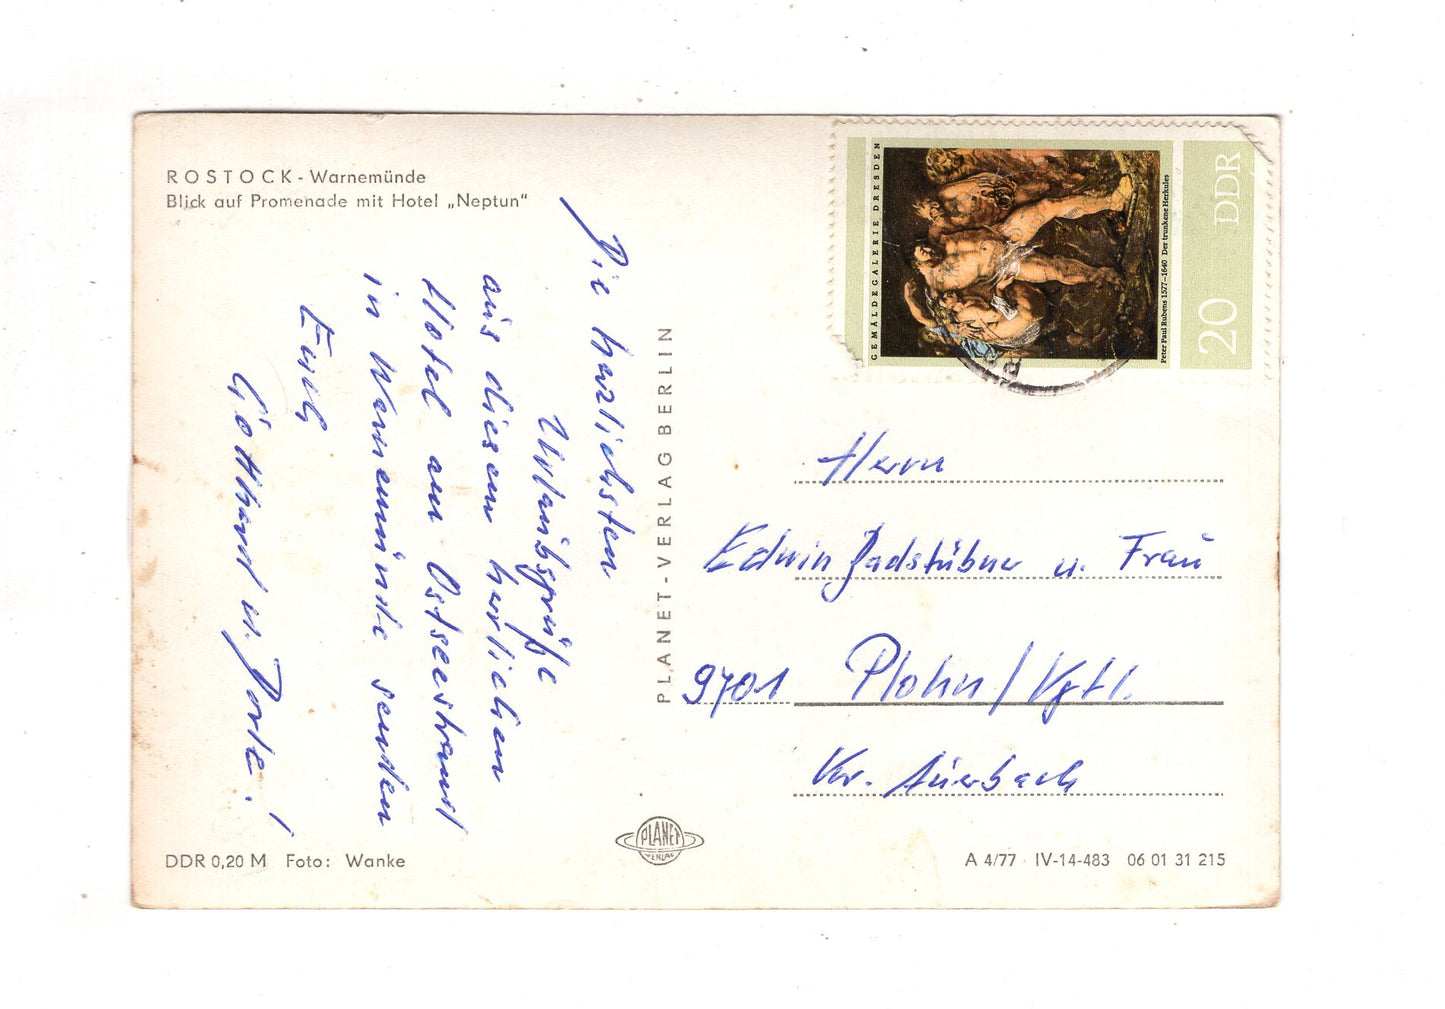 ROSTOCK - Warnemünde
Blick auf Promenade mit Hotel „Neptun“
Die herzlichsten
Urlaubsgrüße
aus diesem herrlichen
Hotel am Ostseestrand
in Warnemünde senden
Euch
Gotthard u. Dorle!
PLANET-VERLAG BERLIN
GEMÄLDEGALERIE DRESDEN
Peter Paul Rubens 1577–1640 Der trunkene Herkules
20 DDR
Herrn
Edwin Badstübner u. Frau
9701 Plohn / Vgtl.
Kr. Auerbach
PLANET
VERLAG
DDR 0,20 M Foto: Wanke
A 4/77 · IV-14-483 06 01 31 215